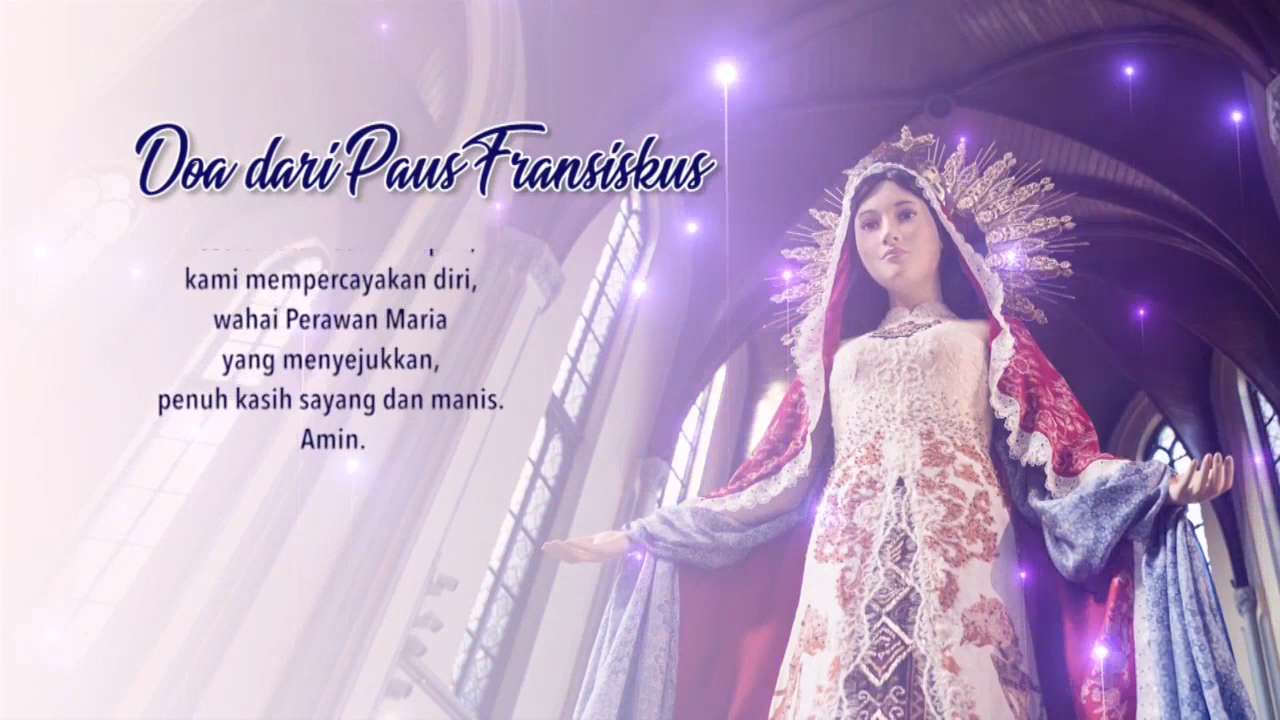 Doa dari Paus Fransiskus
kami mempercayakan diri,
wahai Perawan Maria
yang menyejukkan,
penuh kasih sayang dan manis.
Amin.